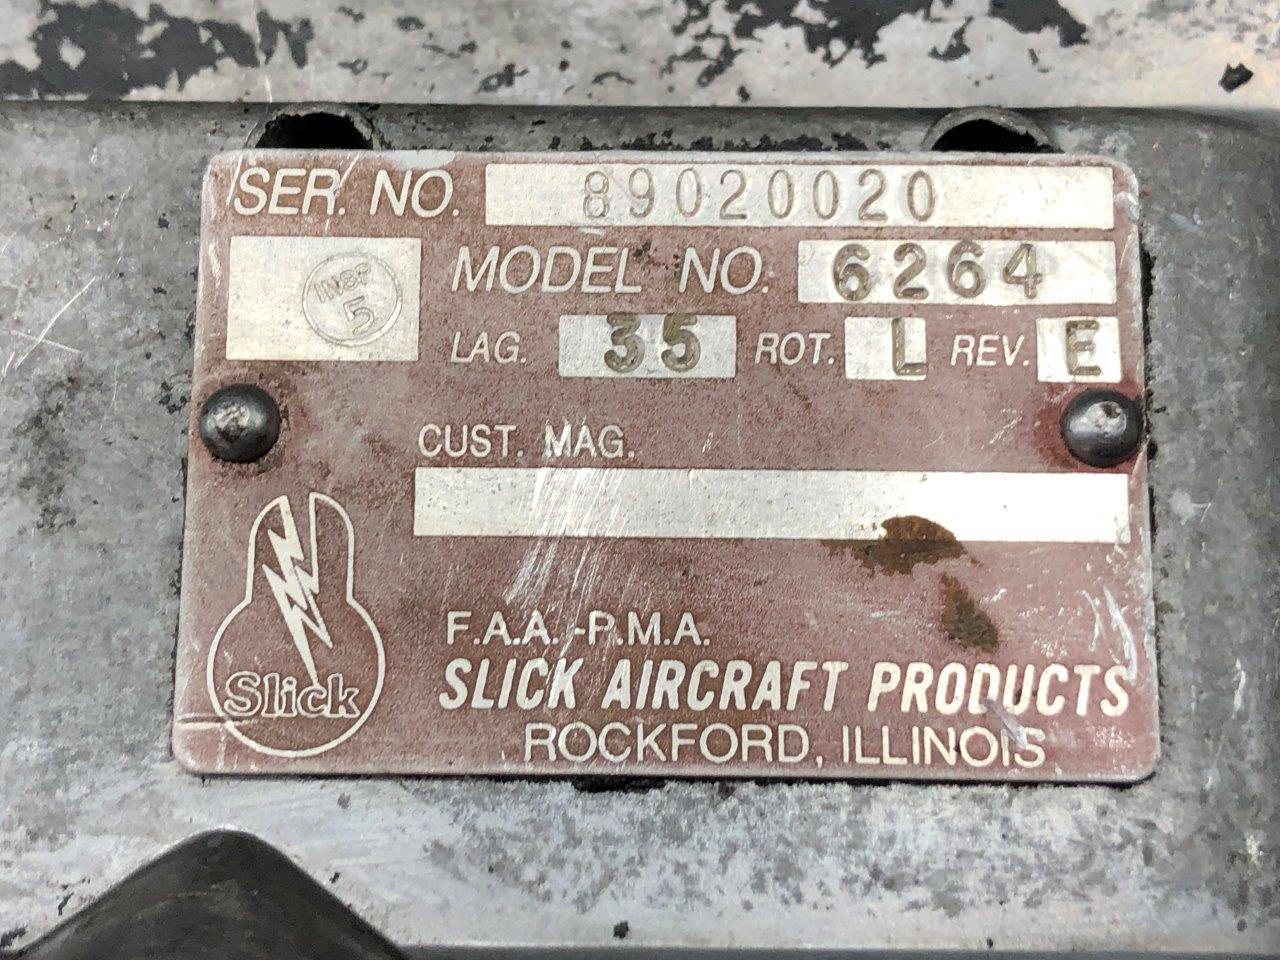 SER. NO. 89020020
INSP
5
MODEL NO. 6264
LAG. 35 ROT. L REV. E
CUST. MAG.
Slick
F.A.A.-P.M.A.
SLICK AIRCRAFT PRODUCTS
ROCKFORD, ILLINOIS